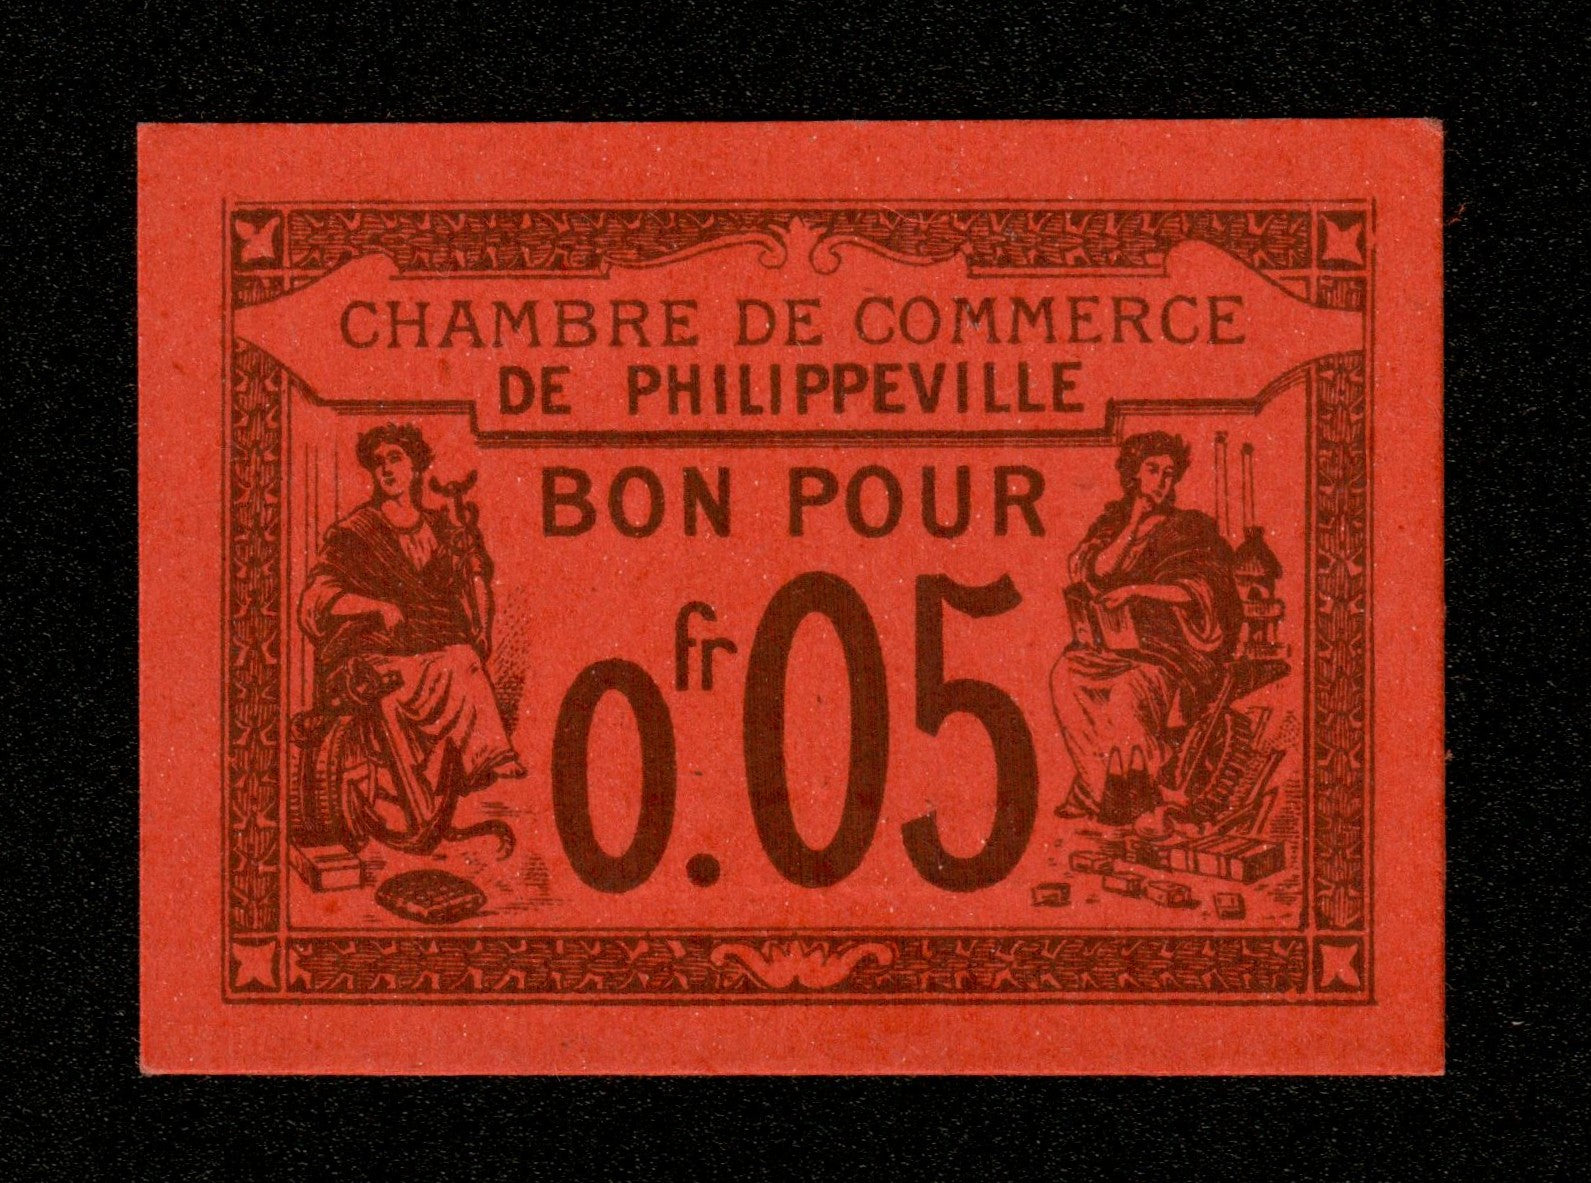 CHAMBRE DE COMMERCE
DE PHILIPPEVILLE
BON POUR
0.fr05